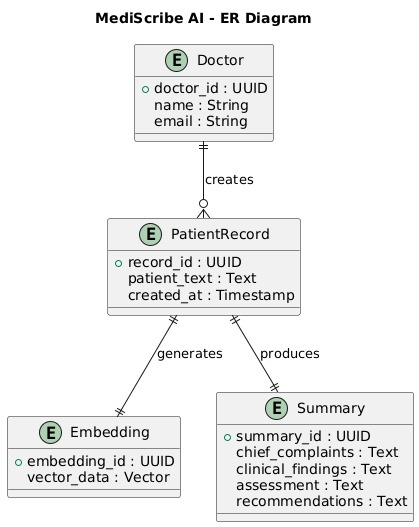 MediScribe AI - ER Diagram
E Doctor
doctor_id : UUID
name : String
email : String
creates
E PatientRecord
record_id : UUID
patient_text : Text
created_at : Timestamp
generates
produces
E Embedding
embedding_id : UUID
vector_data : Vector
E Summary
summary_id : UUID
chief_complaints : Text
clinical_findings : Text
assessment : Text
recommendations : Text